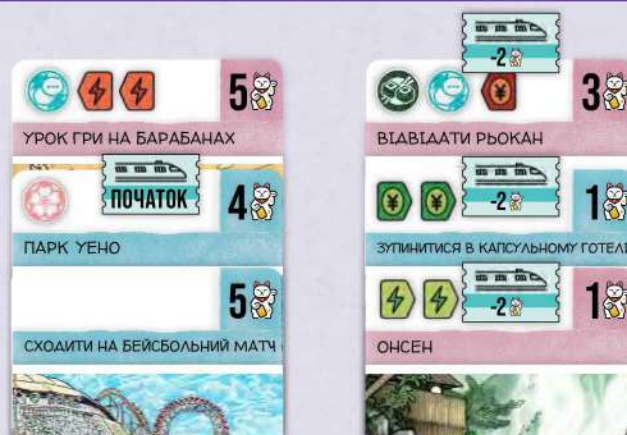 5
УРОК ГРИ НА БАРАБАНАХ
ПОЧАТОК
4
ПАРК УЕНО
5
СХОДИТИ НА БЕЙСБОЛЬНИЙ МАТЧ
-2
¥
3
ВІДВІДАТИ РЬОКАН
¥ ¥
-2
1
ЗУПИНИТИСЯ В КАПСУЛЬНОМУ ГОТЕЛІ
-2
1
ОНСЕН